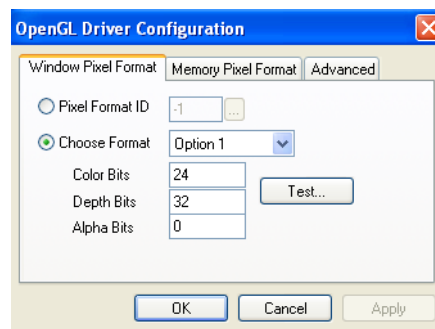 OpenGL Driver Configuration
Window Pixel Format Memory Pixel Format Advanced
Pixel Format ID -1 ...
Choose Format Option 1
Color Bits 24
Depth Bits 32 Test...
Alpha Bits 0
OK Cancel Apply